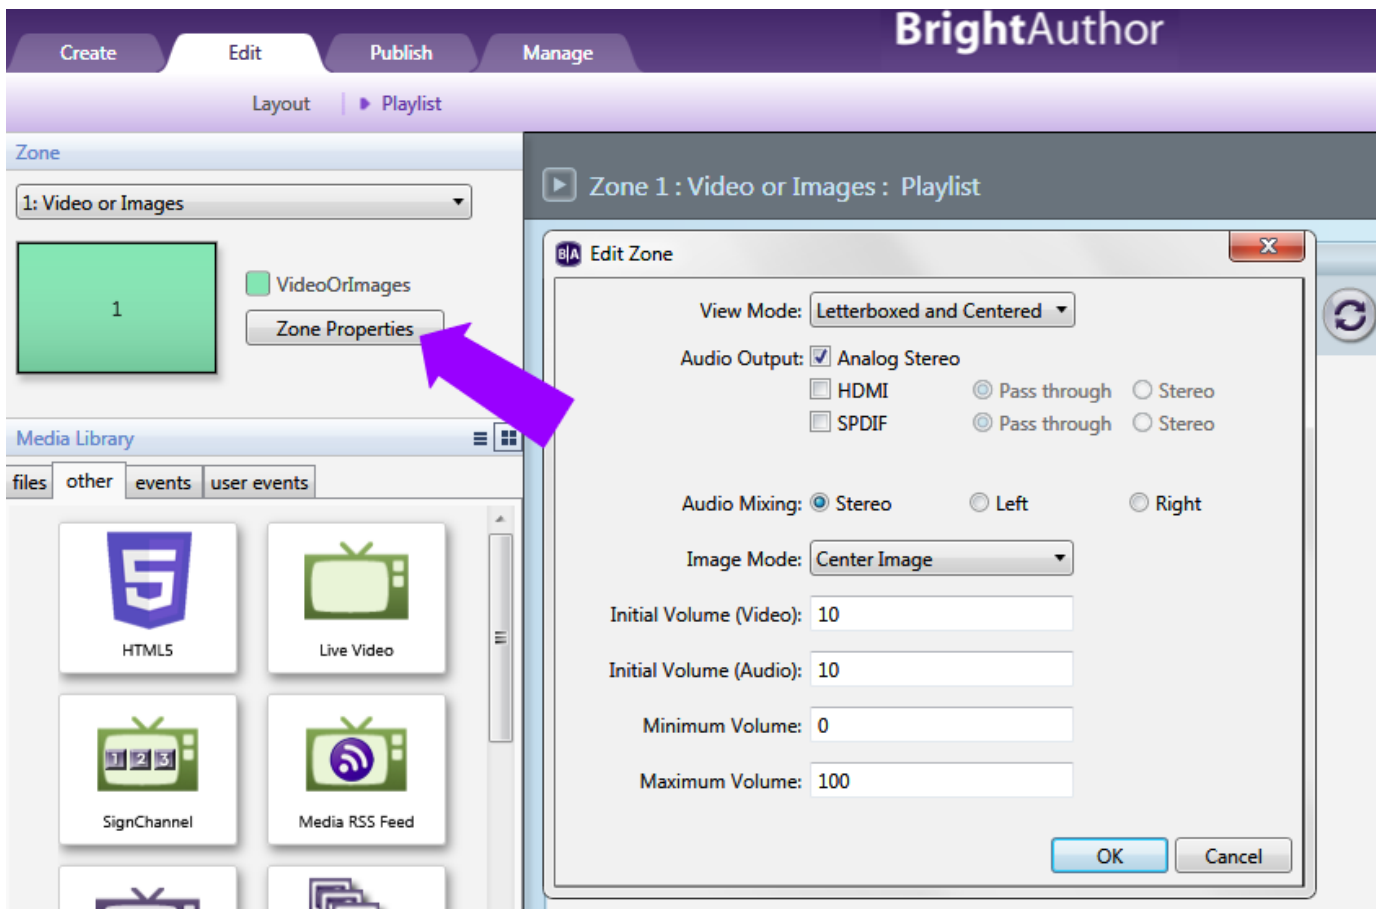 BrightAuthor
Create Edit Publish Manage
Layout Playlist
Zone
1: Video or Images
1
VideoOrImages
Zone Properties
Media Library
files other events user events
5
HTML5
Live Video
1 2 3
SignChannel
Media RSS Feed
Zone 1 : Video or Images : Playlist
B|A Edit Zone
View Mode: Letterboxed and Centered
Audio Output: Analog Stereo
HDMI Pass through Stereo
SPDIF Pass through Stereo
Audio Mixing: Stereo Left Right
Image Mode: Center Image
Initial Volume (Video): 10
Initial Volume (Audio): 10
Minimum Volume: 0
Maximum Volume: 100
OK Cancel